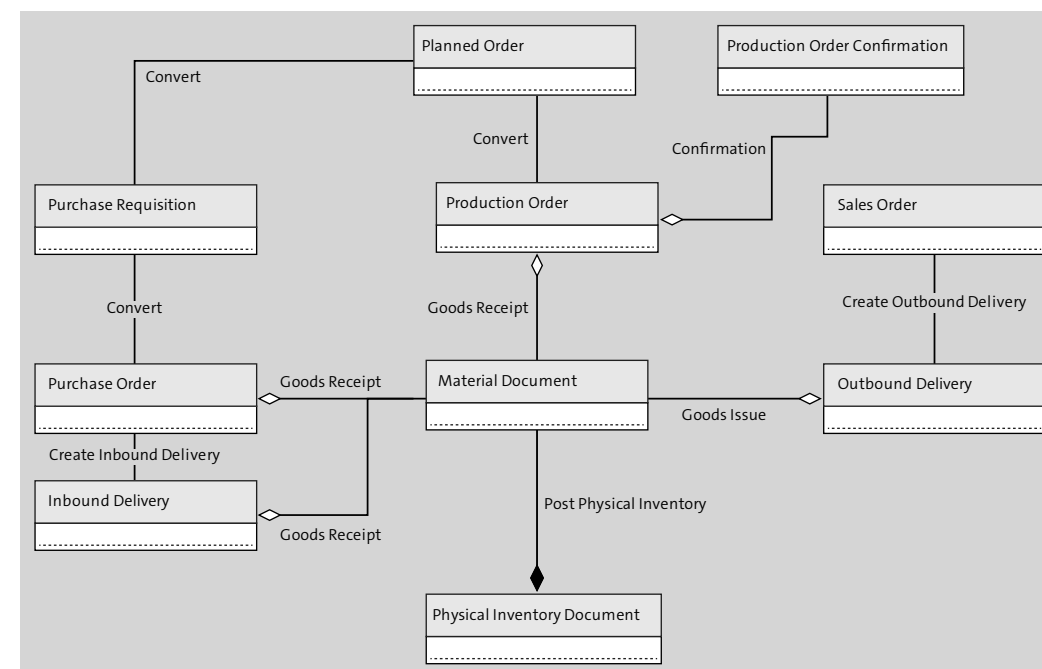 Planned Order
Production Order Confirmation
Convert
Convert
Confirmation
Purchase Requisition
Production Order
Sales Order
Convert
Goods Receipt
Create Outbound Delivery
Purchase Order
Goods Receipt
Material Document
Outbound Delivery
Goods Issue
Create Inbound Delivery
Inbound Delivery
Goods Receipt
Post Physical Inventory
Physical Inventory Document